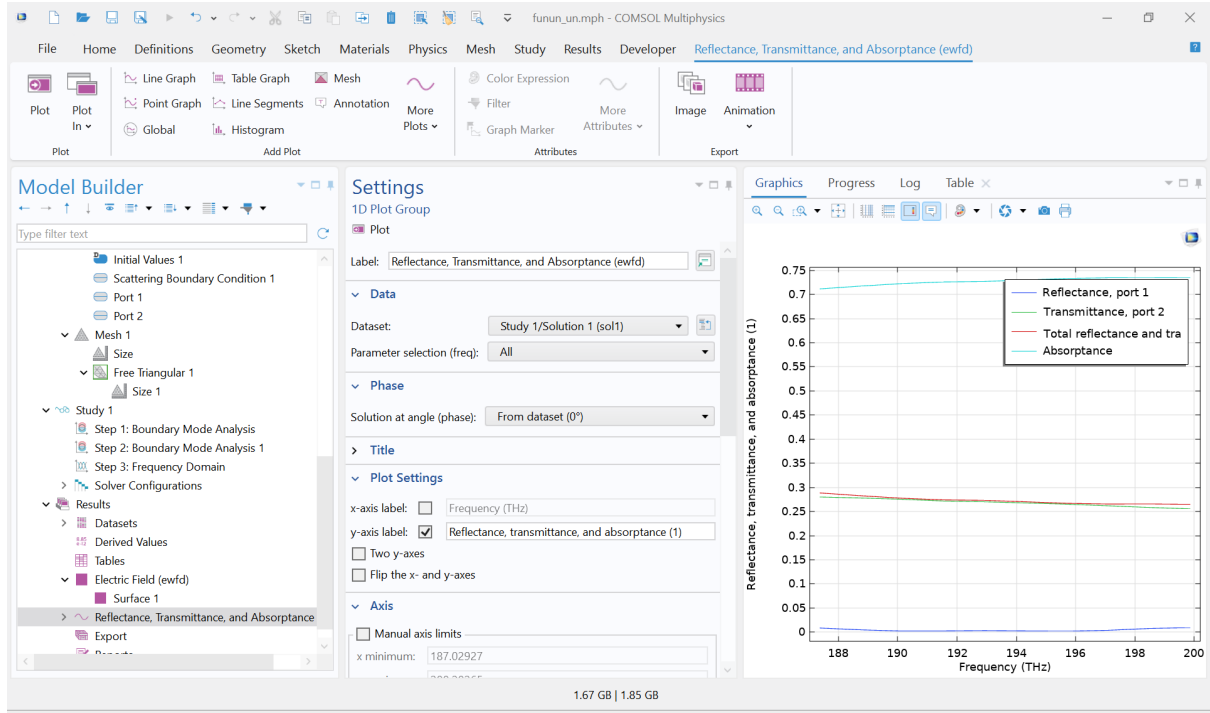 funun_un.mph - COMSOL Multiphysics
File Home Definitions Geometry Sketch Materials Physics Mesh Study Results Developer Reflectance, Transmittance, and Absorptance (ewfd) ?
Line Graph Table Graph Mesh Color Expression
Point Graph Line Segments Annotation Filter
Global Histogram Graph Marker
Plot Plot In More Plots More Attributes Image Animation
Plot Add Plot Attributes Export
Model Builder
Type filter text
Initial Values 1
Scattering Boundary Condition 1
Port 1
Port 2
Mesh 1
Size
Free Triangular 1
Size 1
Study 1
Step 1: Boundary Mode Analysis
Step 2: Boundary Mode Analysis 1
Step 3: Frequency Domain
Solver Configurations
Results
Datasets
Derived Values
Tables
Electric Field (ewfd)
Surface 1
Reflectance, Transmittance, and Absorptance
Export
Settings
1D Plot Group
Plot
Label: Reflectance, Transmittance, and Absorptance (ewfd)
Data
Dataset: Study 1/Solution 1 (sol1)
Parameter selection (freq): All
Phase
Solution at angle (phase): From dataset (0°)
Title
Plot Settings
x-axis label: Frequency (THz)
y-axis label: Reflectance, transmittance, and absorptance (1)
Two y-axes
Flip the x- and y-axes
Axis
Manual axis limits
x minimum: 187.02927
Graphics Progress Log Table
Reflectance, transmittance, and absorptance (1)
0.75
0.7
0.65
0.6
0.55
0.5
0.45
0.4
0.35
0.3
0.25
0.2
0.15
0.1
0.05
0
Reflectance, port 1
Transmittance, port 2
Total reflectance and tra
Absorptance
188 190 192 194 196 198 200
Frequency (THz)
1.67 GB | 1.85 GB